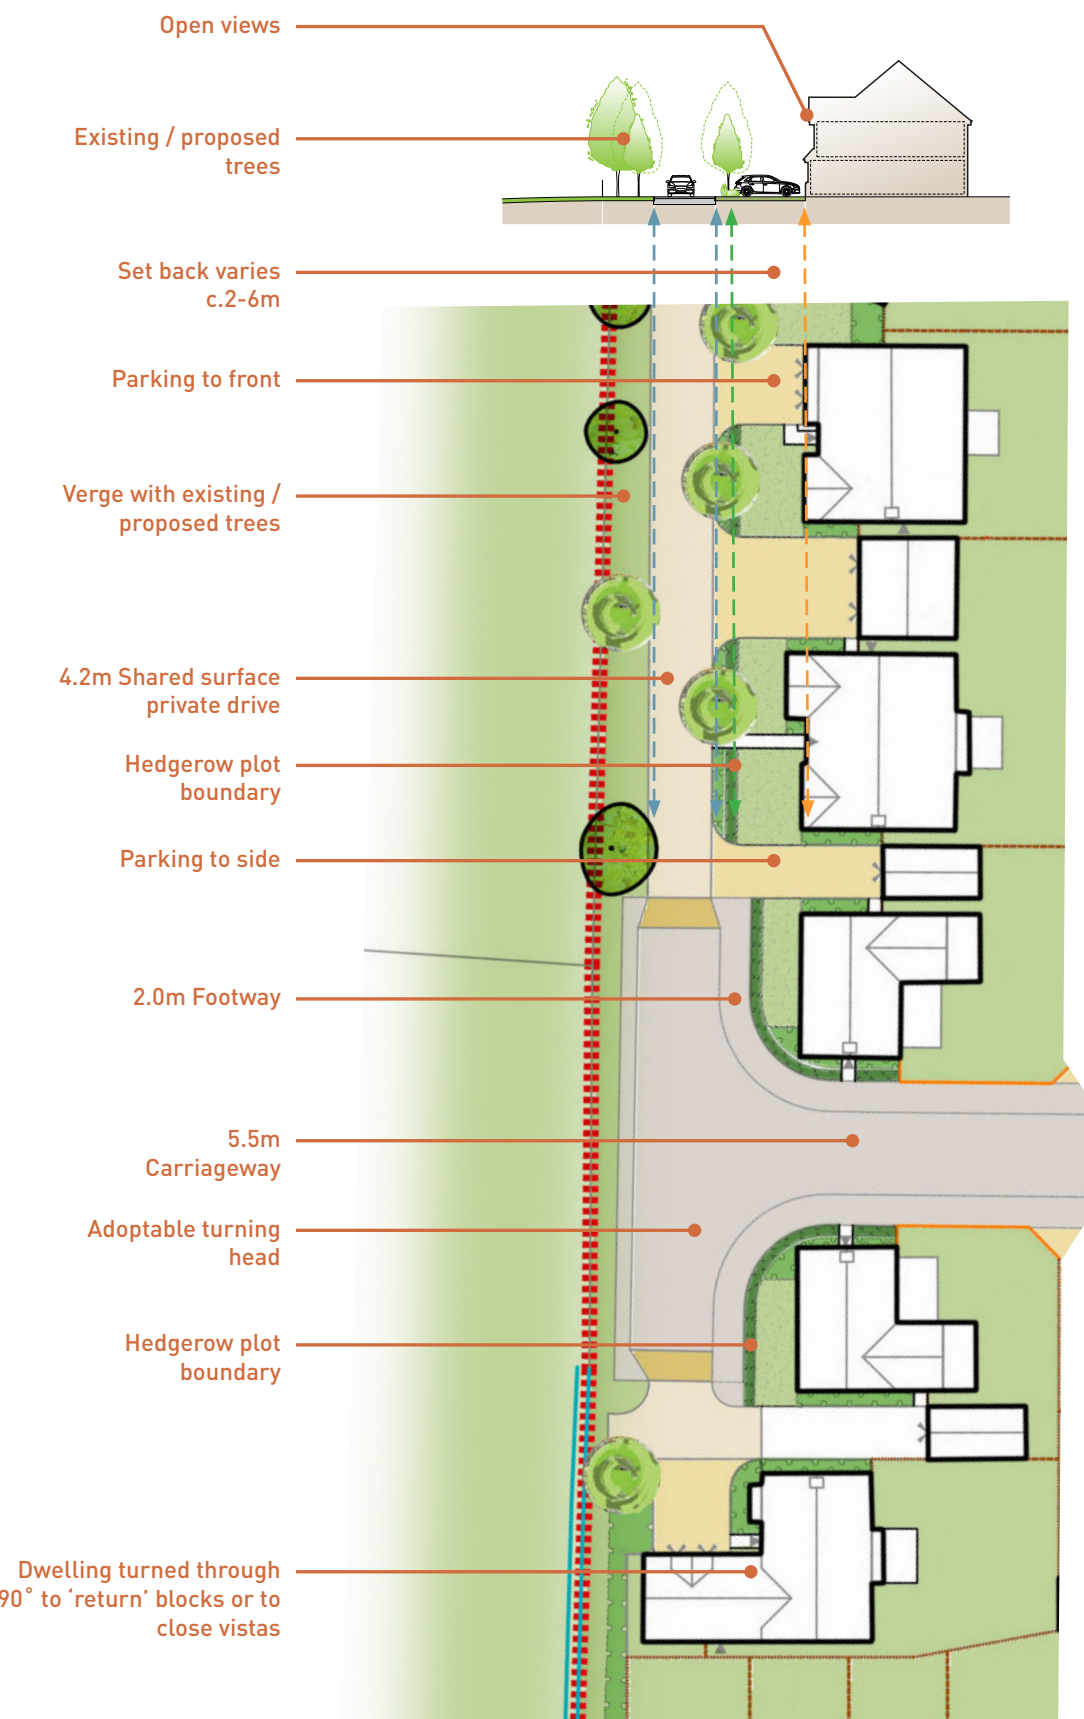 Open views
Existing / proposed
trees
Set back varies
c.2-6m
Parking to front
Verge with existing /
proposed trees
4.2m Shared surface
private drive
Hedgerow plot
boundary
Parking to side
2.0m Footway
5.5m
Carriageway
Adoptable turning
head
Hedgerow plot
boundary
Dwelling turned through
90° to ‘return’ blocks or to
close vistas